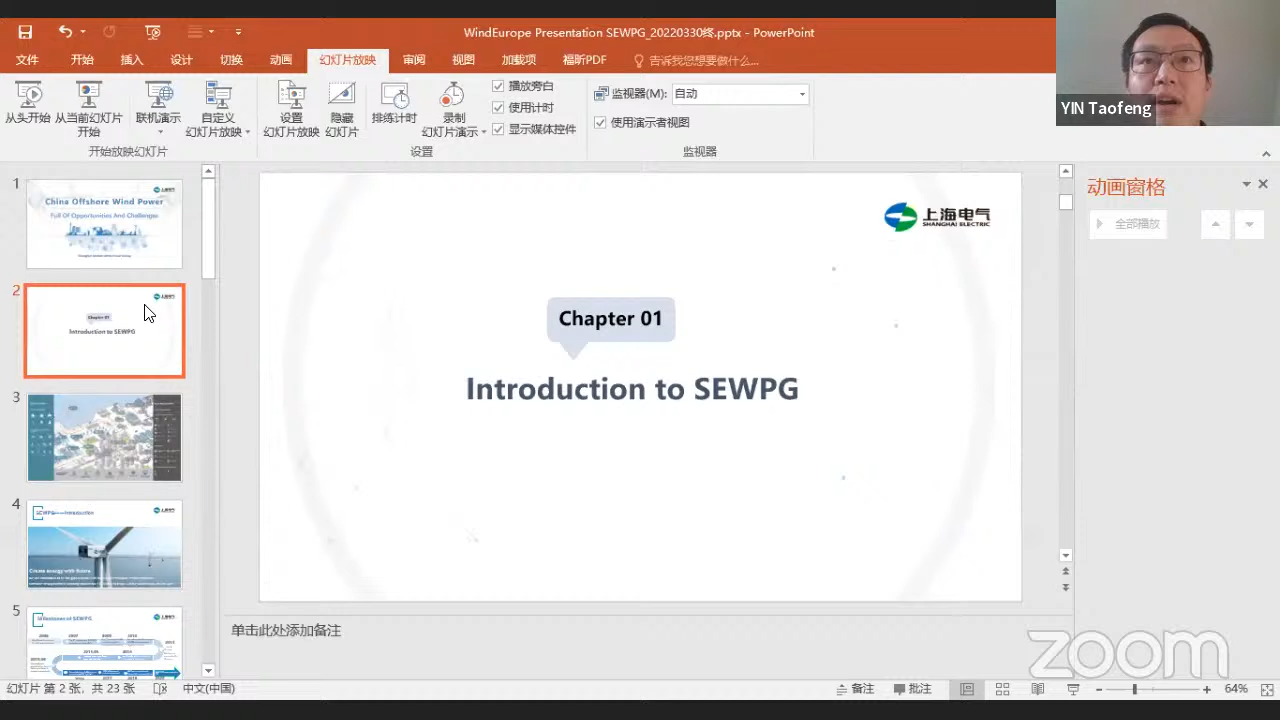 WindEurope Presentation SEWPG_20220330终.pptx - PowerPoint
文件 开始 插入 设计 切换 动画 幻灯片放映 审阅 视图 加载项 福昕PDF 告诉我您想要做什么...
从头开始 从当前幻灯片开始 联机演示 自定义幻灯片放映
设置幻灯片放映 隐藏幻灯片 排练计时 录制幻灯片演示
播放旁白
使用计时
显示媒体控件
监视器(M): 自动
使用演示者视图
开始放映幻灯片 设置 监视器
YIN Taofeng
1
China Offshore Wind Power
Full Of Opportunities And Challenges
2
Chapter 01
Introduction to SEWPG
3
4
Create energy with future
5
Milestones of SEWPG
上海电气
SHANGHAI ELECTRIC
Chapter 01
Introduction to SEWPG
动画窗格
全部播放
单击此处添加备注
zoom
幻灯片 第 2 张，共 23 张 中文(中国) 备注 批注 64%